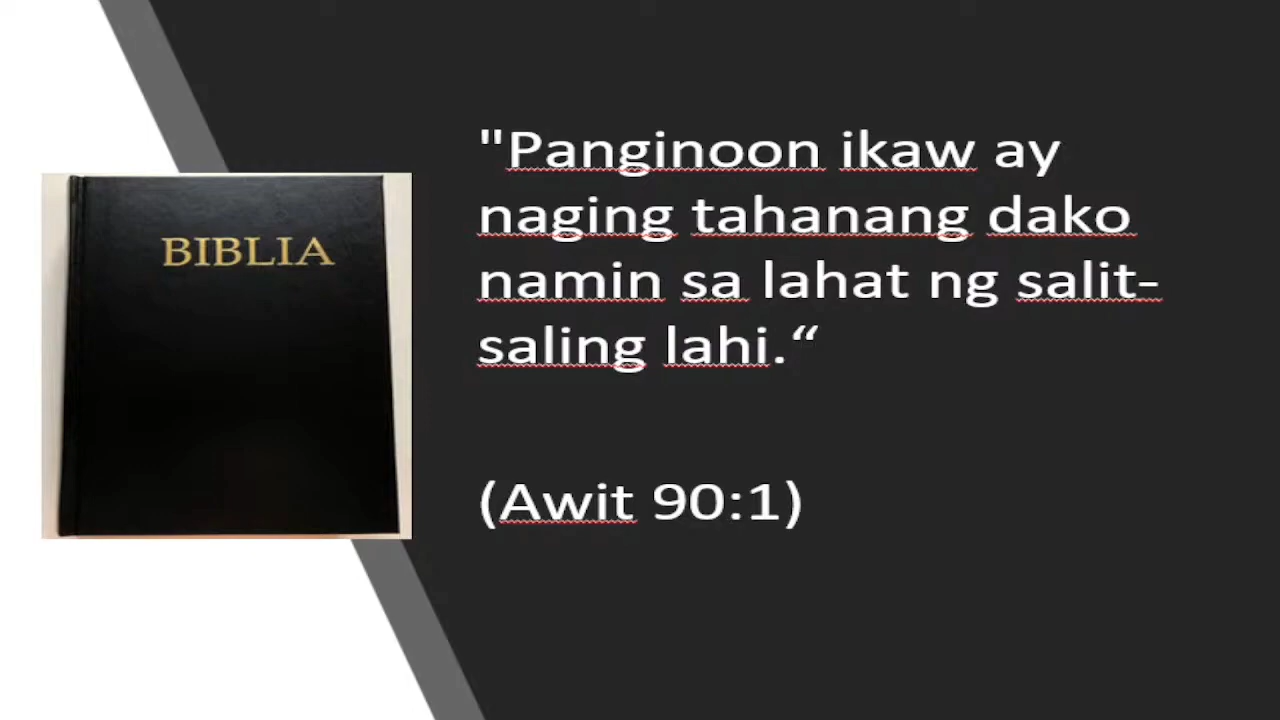 BIBLIA
"Panginoon ikaw ay
naging tahanang dako
namin sa lahat ng salit-
saling lahi.“
(Awit 90:1)